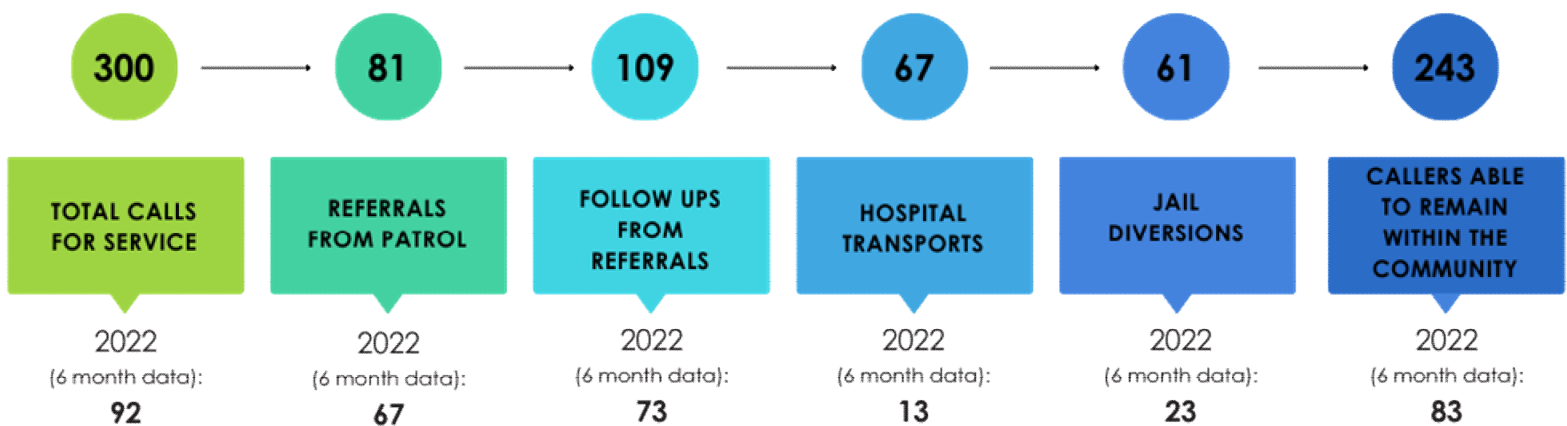 300
81
109
67
61
243
TOTAL CALLS
FOR SERVICE
REFERRALS
FROM PATROL
FOLLOW UPS
FROM
REFERRALS
HOSPITAL
TRANSPORTS
JAIL
DIVERSIONS
CALLERS ABLE
TO REMAIN
WITHIN THE
COMMUNITY
2022
(6 month data):
92
2022
(6 month data):
67
2022
(6 month data):
73
2022
(6 month data):
13
2022
(6 month data):
23
2022
(6 month data):
83